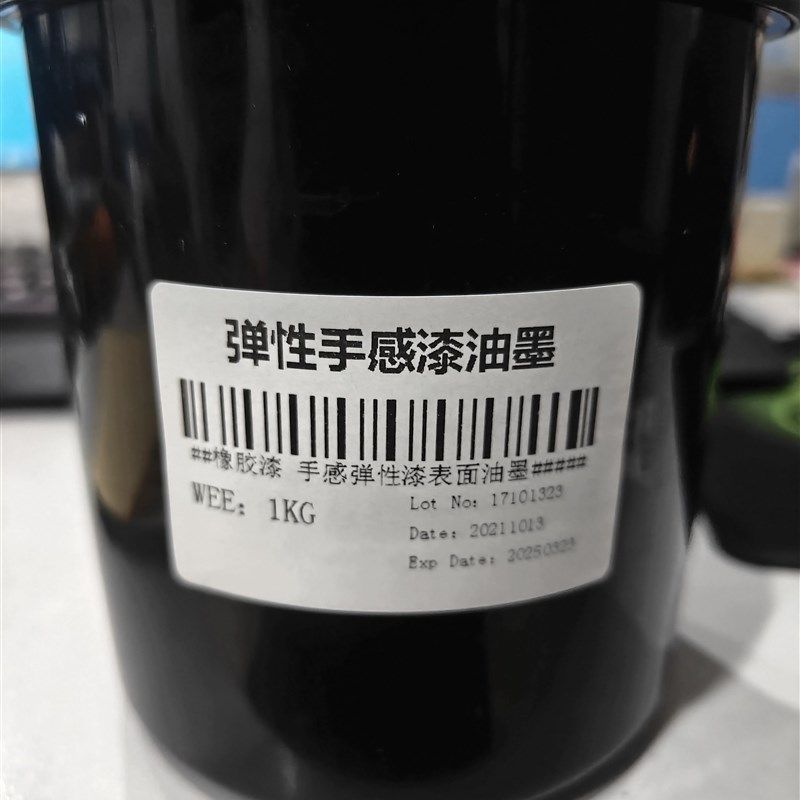 弹性手感漆油墨
##橡胶漆 手感弹性漆表面油墨#####
WEE: 1KG
Lot No: 17101323
Date: 20211013
Exp Date: 20250323